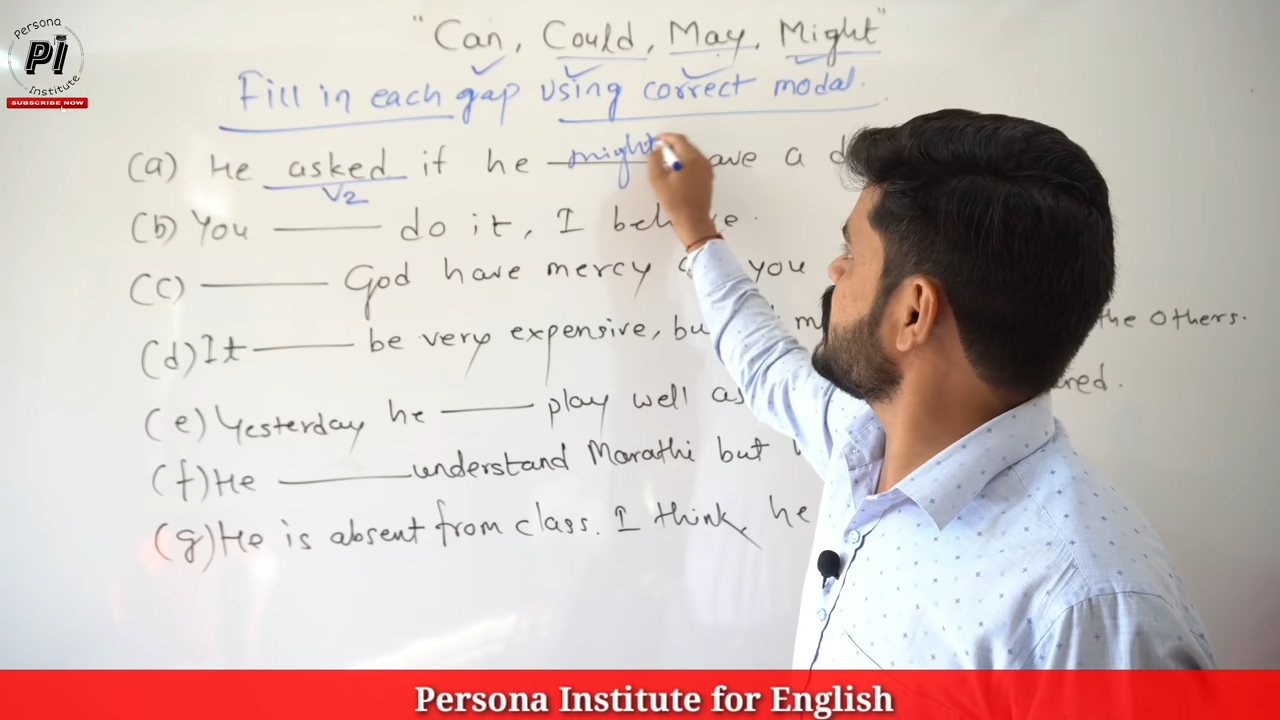 Persona
PI
Institute
SUBSCRIBE NOW
"Can, Could, May, Might"
Fill in each gap using correct modal.
(a) He asked if he might have a
V2
(b) You ——— do it, I believe.
(c) ——— God have mercy you
(d) It ——— be very expensive, but the others.
(e) Yesterday he ——— play well as
(f) He ——— understand Marathi but
(g) He is absent from class. I think, he
Persona Institute for English